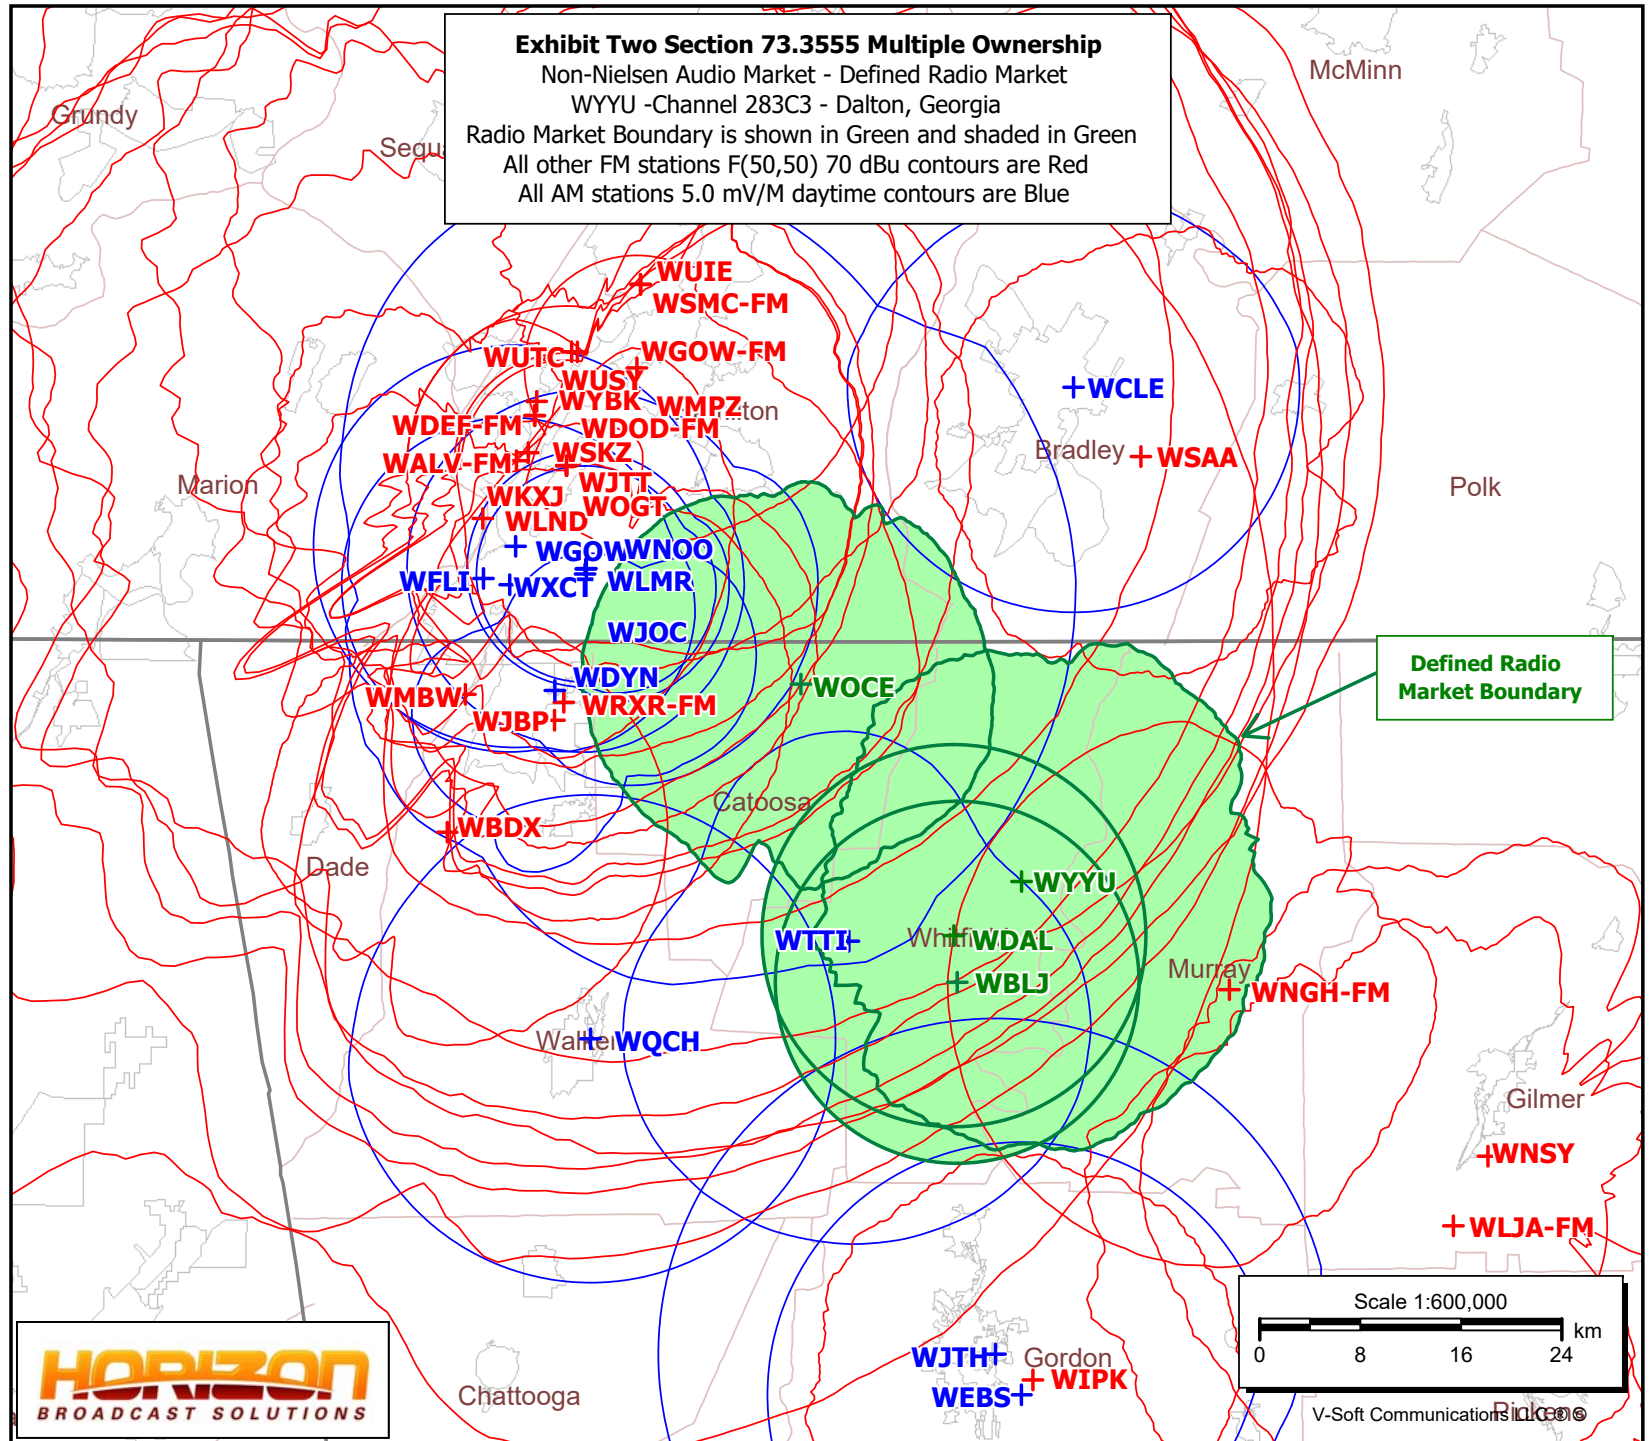 Exhibit Two Section 73.3555 Multiple Ownership
Non-Nielsen Audio Market - Defined Radio Market
WYYU -Channel 283C3 - Dalton, Georgia
Radio Market Boundary is shown in Green and shaded in Green
All other FM stations F(50,50) 70 dBu contours are Red
All AM stations 5.0 mV/M daytime contours are Blue
McMinn
Grundy
WUIE
WSMC-FM
WUTC
WGOW-FM
WUSY
WCLE
WYBK
WMPZ
WDEF-FM
WDOD-FM
Bradley
WSAA
WSKZ
WALV-FM
Marion
WJTT
Polk
WKXJ
WOGT
WLND
WGOW
WNOO
WFLI
WXCT
WLMR
WJOC
Defined Radio
Market Boundary
WDYN
WOCE
WMBW
WRXR-FM
WJBP
Catoosa
WBDX
Dade
WYYU
WTTI
WDAL
Murray
WBLJ
WNGH-FM
WQCH
Gilmer
WNSY
WLJA-FM
Scale 1:600,000
km
0 8 16 24
WJTH
Gordon
WIPK
WEBS
Chattooga
HORIZON
BROADCAST SOLUTIONS
V-Soft Communications